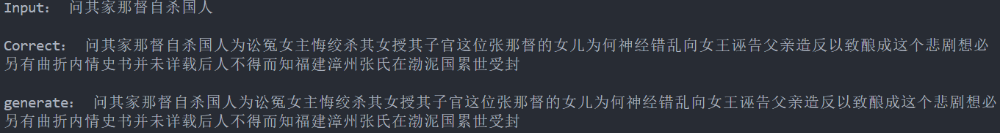 Input： 问其家那督自杀国人
Correct： 问其家那督自杀国人为讼冤女主悔绞杀其女授其子官这位张那督的女儿为何神经错乱向女王诬告父亲造反以致酿成这个悲剧想必
另有曲折内情史书并未详载后人不得而知福建漳州张氏在渤泥国累世受封
generate： 问其家那督自杀国人为讼冤女主悔绞杀其女授其子官这位张那督的女儿为何神经错乱向女王诬告父亲造反以致酿成这个悲剧想必
另有曲折内情史书并未详载后人不得而知福建漳州张氏在渤泥国累世受封